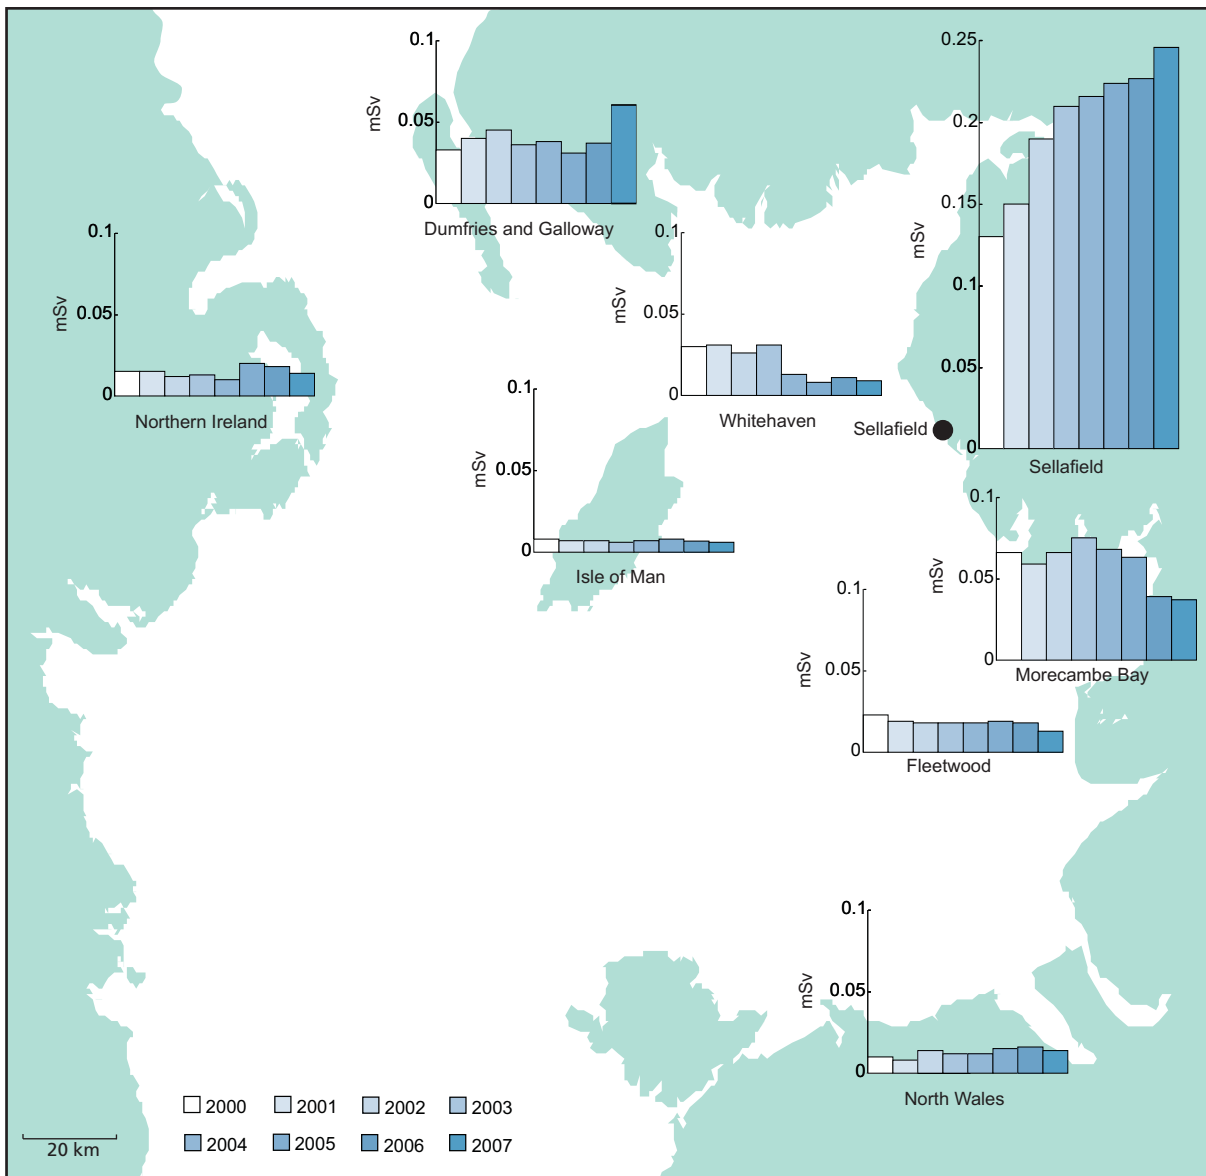 0.1
0.05
0
mSv
Dumfries and Galloway
0.25
0.2
0.15
0.1
0.05
0
mSv
Sellafield
0.1
0.05
0
mSv
Northern Ireland
0.1
0.05
0
mSv
Whitehaven
Sellafield
0.1
0.05
0
mSv
Isle of Man
0.1
0.05
0
mSv
Morecambe Bay
0.1
0.05
0
mSv
Fleetwood
0.1
0.05
0
mSv
North Wales
2000 2001 2002 2003
2004 2005 2006 2007
20 km